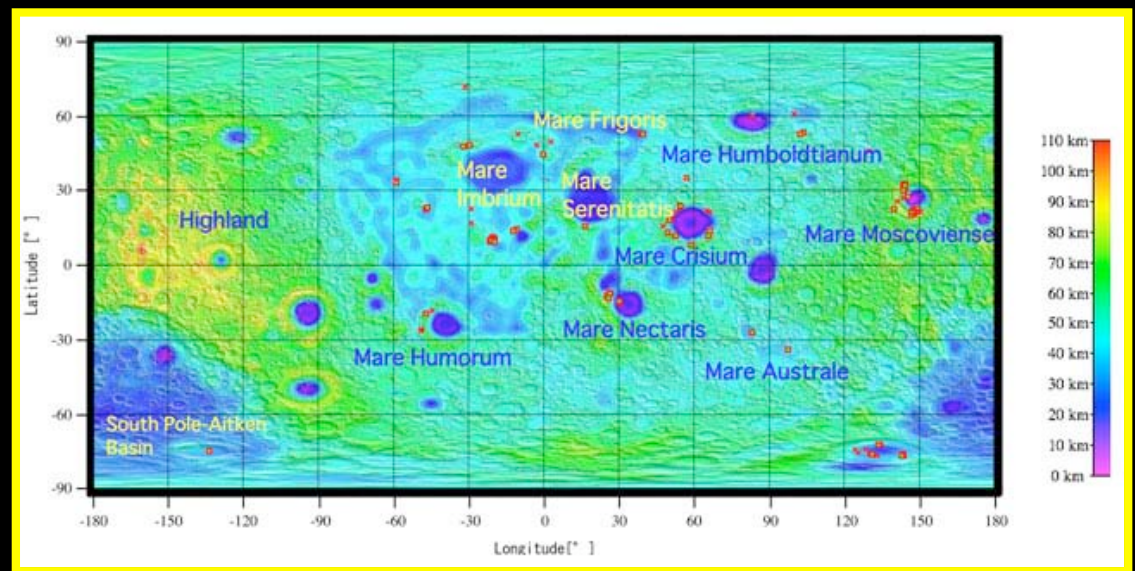 90
60
30
0
-30
-60
-90
Latitude [°]
-180
-150
-120
-90
-60
-30
0
30
60
90
120
150
180
Longitude[°]
Mare Frigoris
Mare Humboldtianum
Mare
Imbrium
Mare
Serenitatis
Highland
Mare Moscoviense
Mare Crisium
Mare Nectaris
Mare Humorum
Mare Australe
South Pole-Aitken
Basin
110 km
100 km
90 km
80 km
70 km
60 km
50 km
40 km
30 km
20 km
10 km
0 km